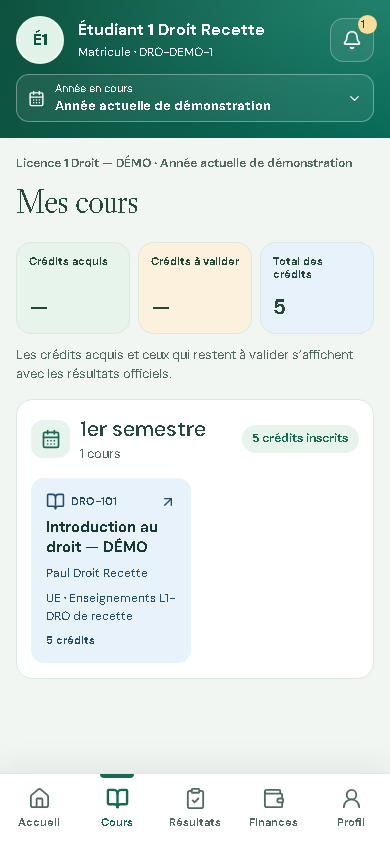 É1
Étudiant 1 Droit Recette
Matricule · DRO-DEMO-1
1
Année en cours
Année actuelle de démonstration
Licence 1 Droit — DÉMO · Année actuelle de démonstration
Mes cours
Crédits acquis
—
Crédits à valider
—
Total des
crédits
5
Les crédits acquis et ceux qui restent à valider s’affichent
avec les résultats officiels.
1er semestre
1 cours
5 crédits inscrits
DRO-101
Introduction au
droit — DÉMO
Paul Droit Recette
UE · Enseignements L1-
DRO de recette
5 crédits
Accueil
Cours
Résultats
Finances
Profil